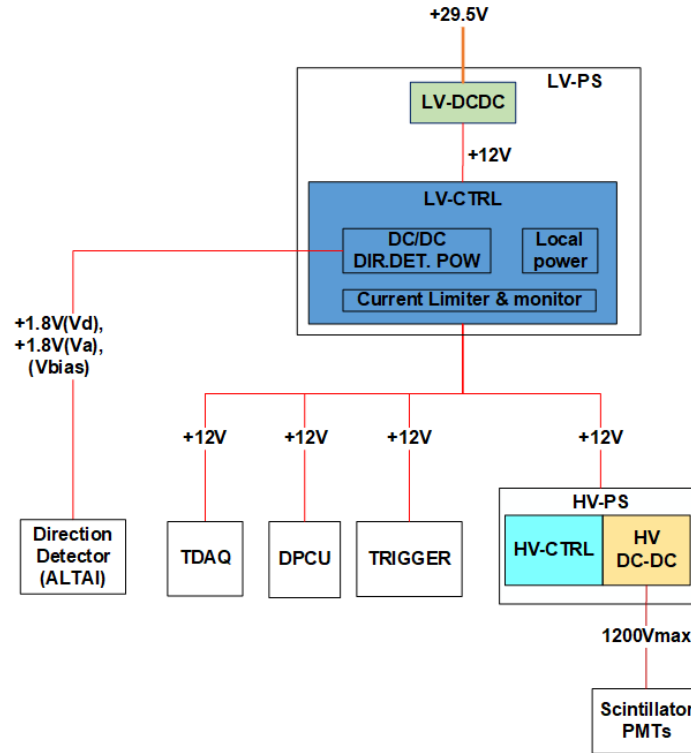 +29.5V
LV-PS
LV-DCDC
+12V
LV-CTRL
DC/DC
DIR.DET. POW
Local
power
Current Limiter & monitor
+1.8V(Vd),
+1.8V(Va),
(Vbias)
+12V
+12V
+12V
+12V
Direction
Detector
(ALTAI)
TDAQ
DPCU
TRIGGER
HV-PS
HV-CTRL
HV
DC-DC
1200Vmax
Scintillator
PMTs